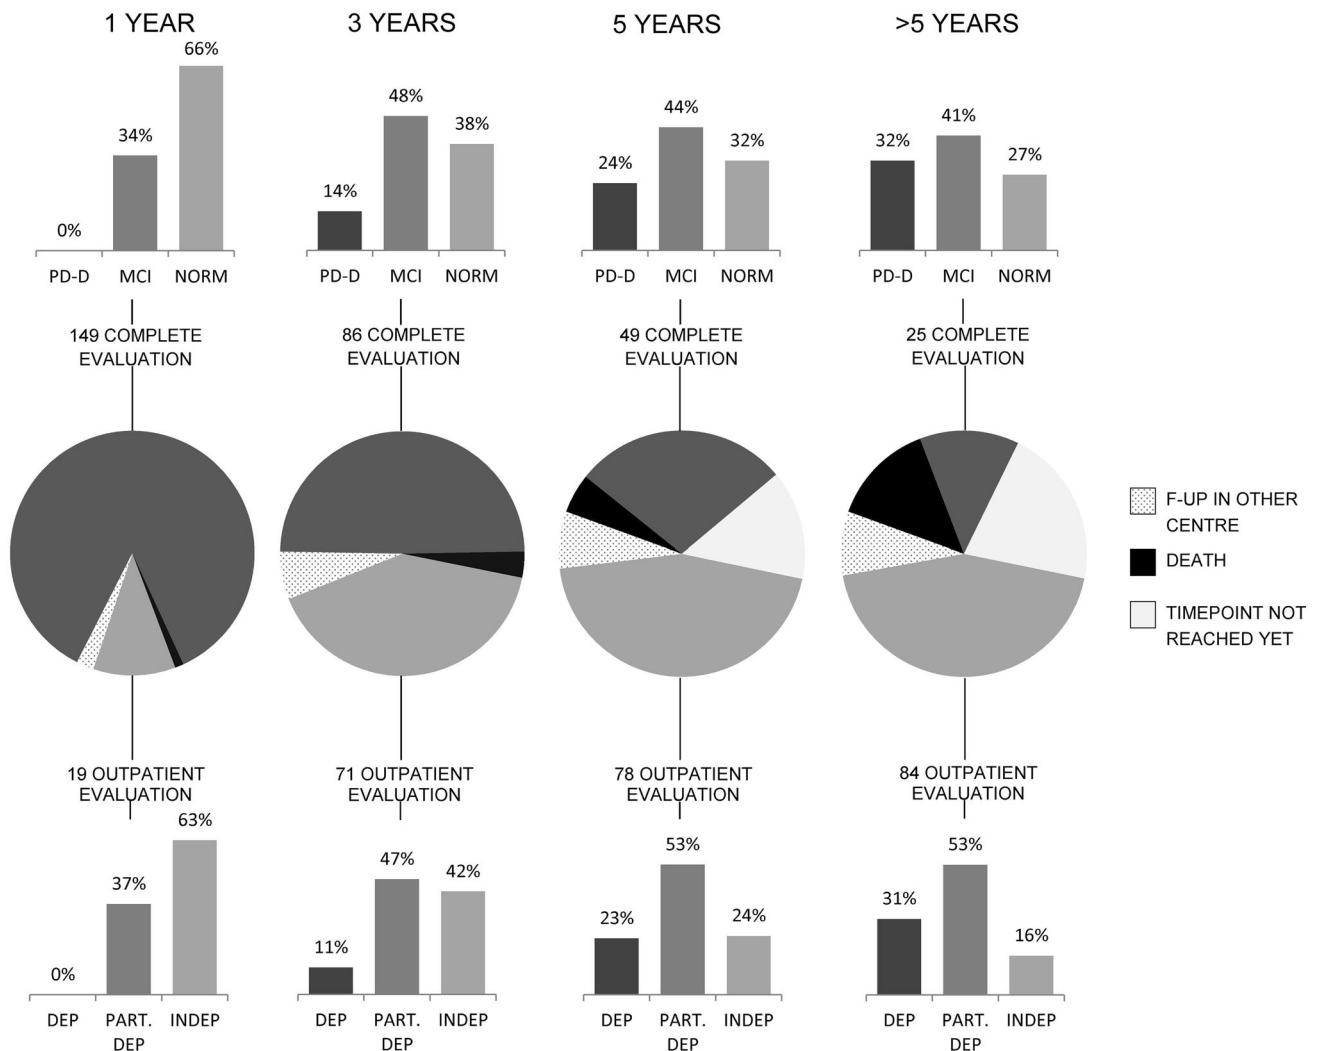 1 YEAR
3 YEARS
5 YEARS
>5 YEARS
0%
34%
66%
PD-D
MCI
NORM
14%
48%
38%
PD-D
MCI
NORM
24%
44%
32%
PD-D
MCI
NORM
32%
41%
27%
PD-D
MCI
NORM
149 COMPLETE
EVALUATION
86 COMPLETE
EVALUATION
49 COMPLETE
EVALUATION
25 COMPLETE
EVALUATION
F-UP IN OTHER
CENTRE
DEATH
TIMEPOINT NOT
REACHED YET
19 OUTPATIENT
EVALUATION
71 OUTPATIENT
EVALUATION
78 OUTPATIENT
EVALUATION
84 OUTPATIENT
EVALUATION
0%
37%
63%
DEP
PART.
DEP
INDEP
11%
47%
42%
DEP
PART.
DEP
INDEP
23%
53%
24%
DEP
PART.
DEP
INDEP
31%
53%
16%
DEP
PART.
DEP
INDEP